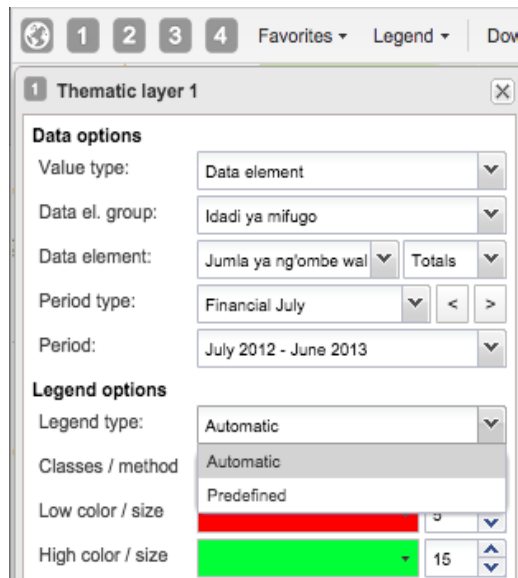 1 2 3 4 Favorites Legend Dow
1 Thematic layer 1
Data options
Value type: Data element
Data el. group: Idadi ya mifugo
Data element: Jumla ya ng'ombe wal Totals
Period type: Financial July < >
Period: July 2012 - June 2013
Legend options
Legend type: Automatic
Classes / method Automatic
Predefined
Low color / size 5
High color / size 15